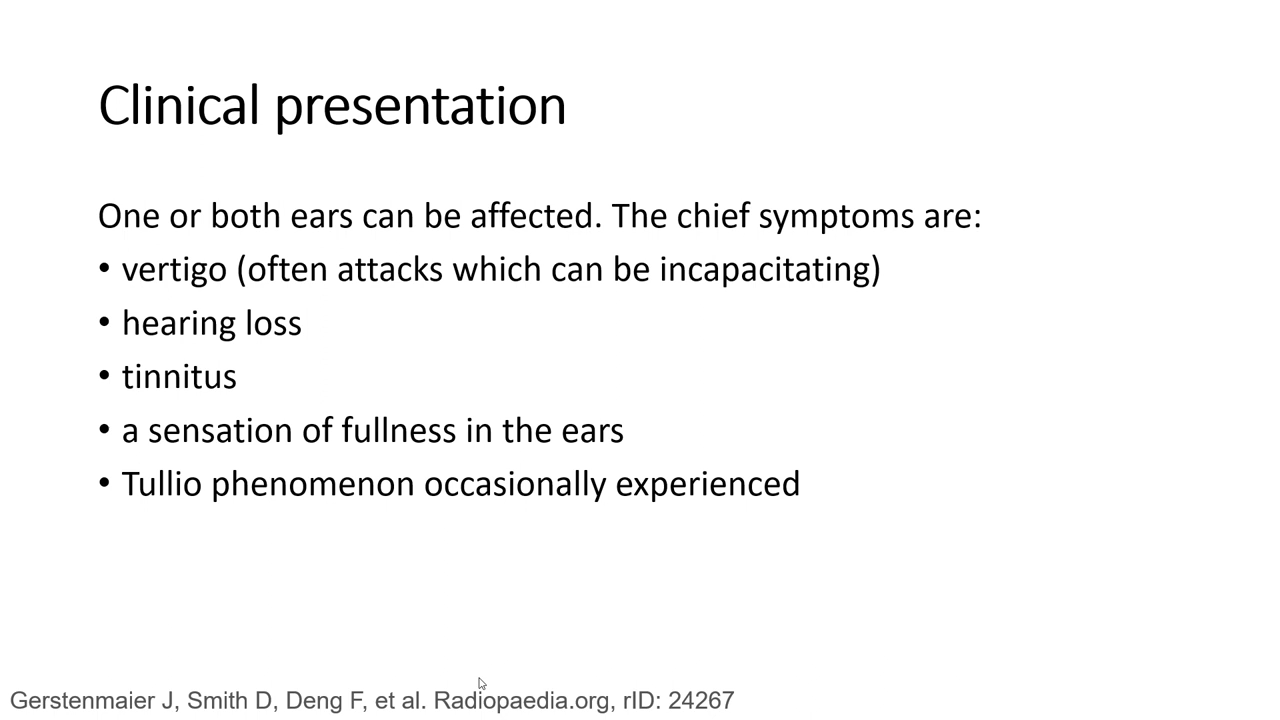 Clinical presentation
One or both ears can be affected. The chief symptoms are:
• vertigo (often attacks which can be incapacitating)
• hearing loss
• tinnitus
• a sensation of fullness in the ears
• Tullio phenomenon occasionally experienced
Gerstenmaier J, Smith D, Deng F, et al. Radiopaedia.org, rID: 24267